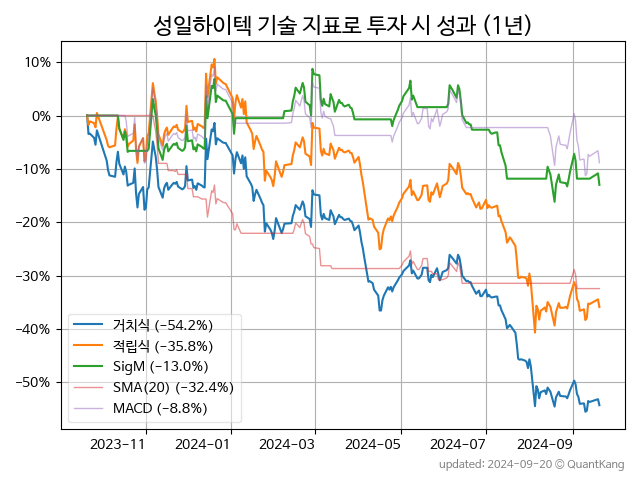 성일하이텍 기술 지표로 투자 시 성과 (1년)
10%
0%
−10%
−20%
−30%
−40%
−50%
거치식 (−54.2%)
적립식 (−35.8%)
SigM (−13.0%)
SMA(20) (−32.4%)
MACD (−8.8%)
2023−11
2024−01
2024−03
2024−05
2024−07
2024−09
updated: 2024−09−20 © QuantKang